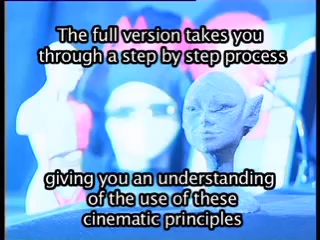 The full version takes you
through a step by step process
giving you an understanding
of the use of these
cinematic principles